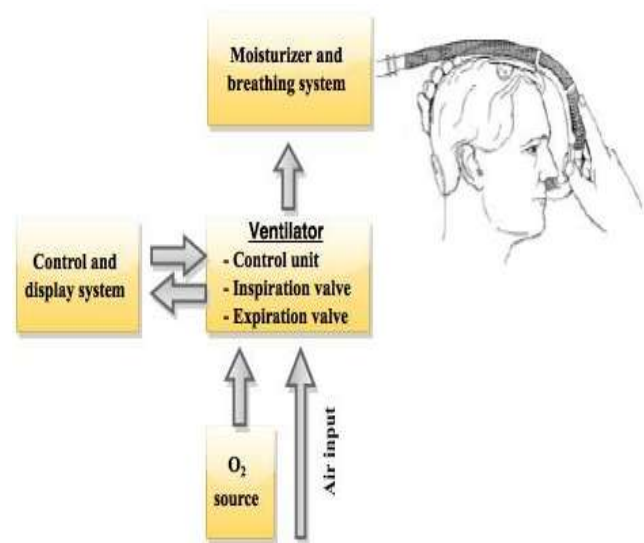 Moisturizer and
breathing system
Ventilator
- Control unit
- Inspiration valve
- Expiration valve
Control and
display system
O₂
source
Air input